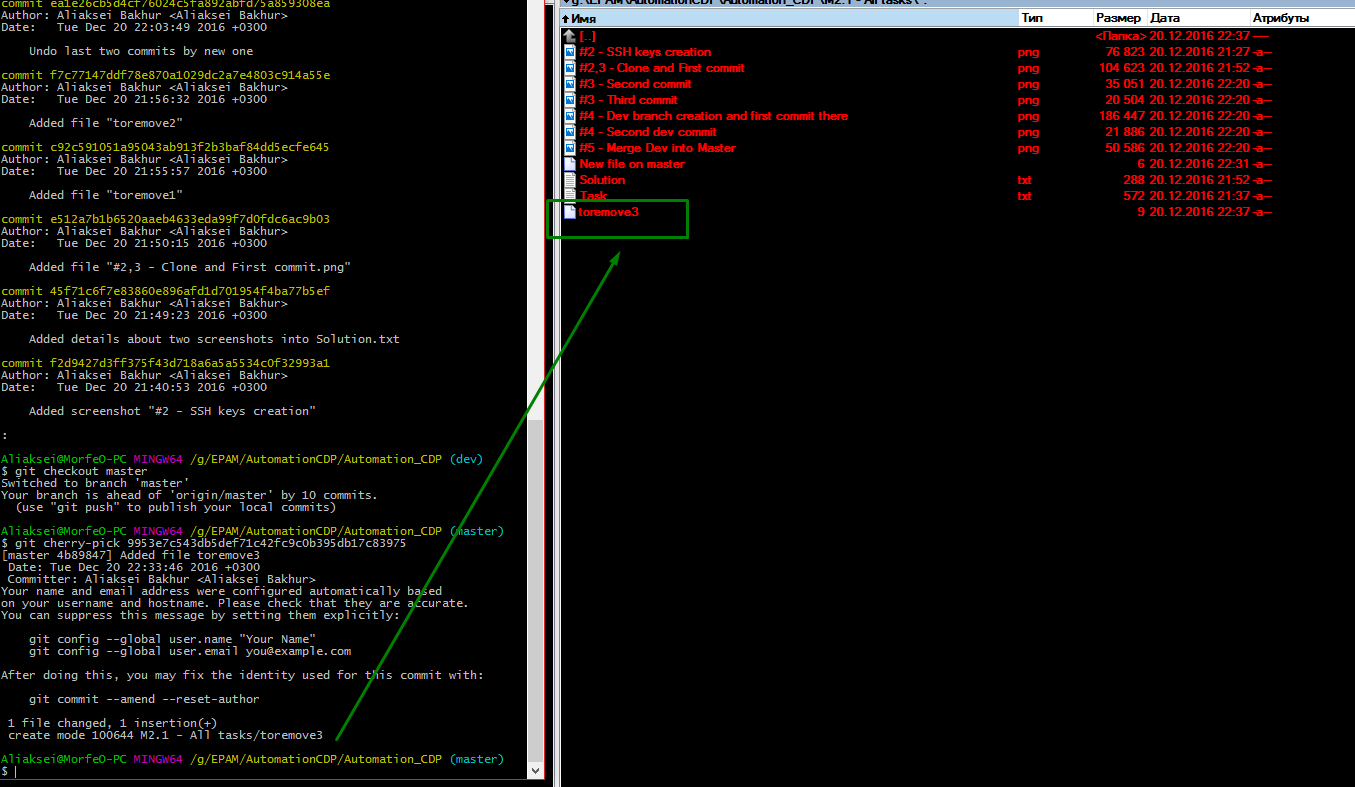 commit ea1e26cb5d4cf76024c5fa892abfd75a859308ea
Author: Aliaksei Bakhur <Aliaksei Bakhur>
Date:   Tue Dec 20 22:03:49 2016 +0300
    Undo last two commits by new one
commit f7c77147ddf78e870a1029dc2a7e4803c914a55e
Author: Aliaksei Bakhur <Aliaksei Bakhur>
Date:   Tue Dec 20 21:56:32 2016 +0300
    Added file "toremove2"
commit c92c591051a95043ab913f2b3baf84dd5ecfe645
Author: Aliaksei Bakhur <Aliaksei Bakhur>
Date:   Tue Dec 20 21:55:57 2016 +0300
    Added file "toremove1"
commit e512a7b1b6520aaeb4633eda99f7d0fdc6ac9b03
Author: Aliaksei Bakhur <Aliaksei Bakhur>
Date:   Tue Dec 20 21:50:15 2016 +0300
    Added file "#2,3 - Clone and First commit.png"
commit 45f71c6f7e83860e896afd1d701954f4ba77b5ef
Author: Aliaksei Bakhur <Aliaksei Bakhur>
Date:   Tue Dec 20 21:49:23 2016 +0300
    Added details about two screenshots into Solution.txt
commit f2d9427d3ff375f43d718a6a5a5534c0f32993a1
Author: Aliaksei Bakhur <Aliaksei Bakhur>
Date:   Tue Dec 20 21:40:53 2016 +0300
    Added screenshot "#2 - SSH keys creation"
:
Aliaksei@MorfeO-PC MINGW64 /g/EPAM/AutomationCDP/Automation_CDP (dev)
$ git checkout master
Switched to branch 'master'
Your branch is ahead of 'origin/master' by 10 commits.
  (use "git push" to publish your local commits)
Aliaksei@MorfeO-PC MINGW64 /g/EPAM/AutomationCDP/Automation_CDP (master)
$ git cherry-pick 9953e7c543db5def71c42fc9c0b395db17c83975
[master 4b89847] Added file toremove3
 Date: Tue Dec 20 22:33:46 2016 +0300
 Committer: Aliaksei Bakhur <Aliaksei Bakhur>
Your name and email address were configured automatically based
on your username and hostname. Please check that they are accurate.
You can suppress this message by setting them explicitly:
    git config --global user.name "Your Name"
    git config --global user.email you@example.com
After doing this, you may fix the identity used for this commit with:
    git commit --amend --reset-author
 1 file changed, 1 insertion(+)
 create mode 100644 M2.1 - All tasks/toremove3
Aliaksei@MorfeO-PC MINGW64 /g/EPAM/AutomationCDP/Automation_CDP (master)
$
g:\EPAM\AutomationCDP\Automation_CDP\M2.1 - All tasks\*.*
Имя Тип Размер Дата Атрибуты
[..] <Папка> 20.12.2016 22:37 ----
#2 - SSH keys creation png 76 823 20.12.2016 21:27 -a--
#2,3 - Clone and First commit png 104 623 20.12.2016 21:52 -a--
#3 - Second commit png 35 051 20.12.2016 22:20 -a--
#3 - Third commit png 20 504 20.12.2016 22:20 -a--
#4 - Dev branch creation and first commit there png 186 447 20.12.2016 22:20 -a--
#4 - Second dev commit png 21 886 20.12.2016 22:20 -a--
#5 - Merge Dev into Master png 50 586 20.12.2016 22:20 -a--
New file on master 6 20.12.2016 22:31 -a--
Solution txt 288 20.12.2016 21:52 -a--
Task txt 572 20.12.2016 21:37 -a--
toremove3 9 20.12.2016 22:37 -a--